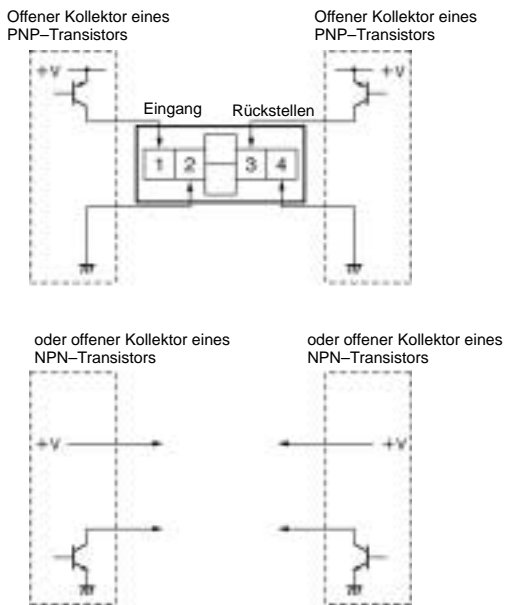 Offener Kollektor eines
PNP–Transistors
Offener Kollektor eines
PNP–Transistors
+V
+V
Eingang
Rückstellen
1 2 3 4
oder offener Kollektor eines
NPN–Transistors
oder offener Kollektor eines
NPN–Transistors
+V
+V